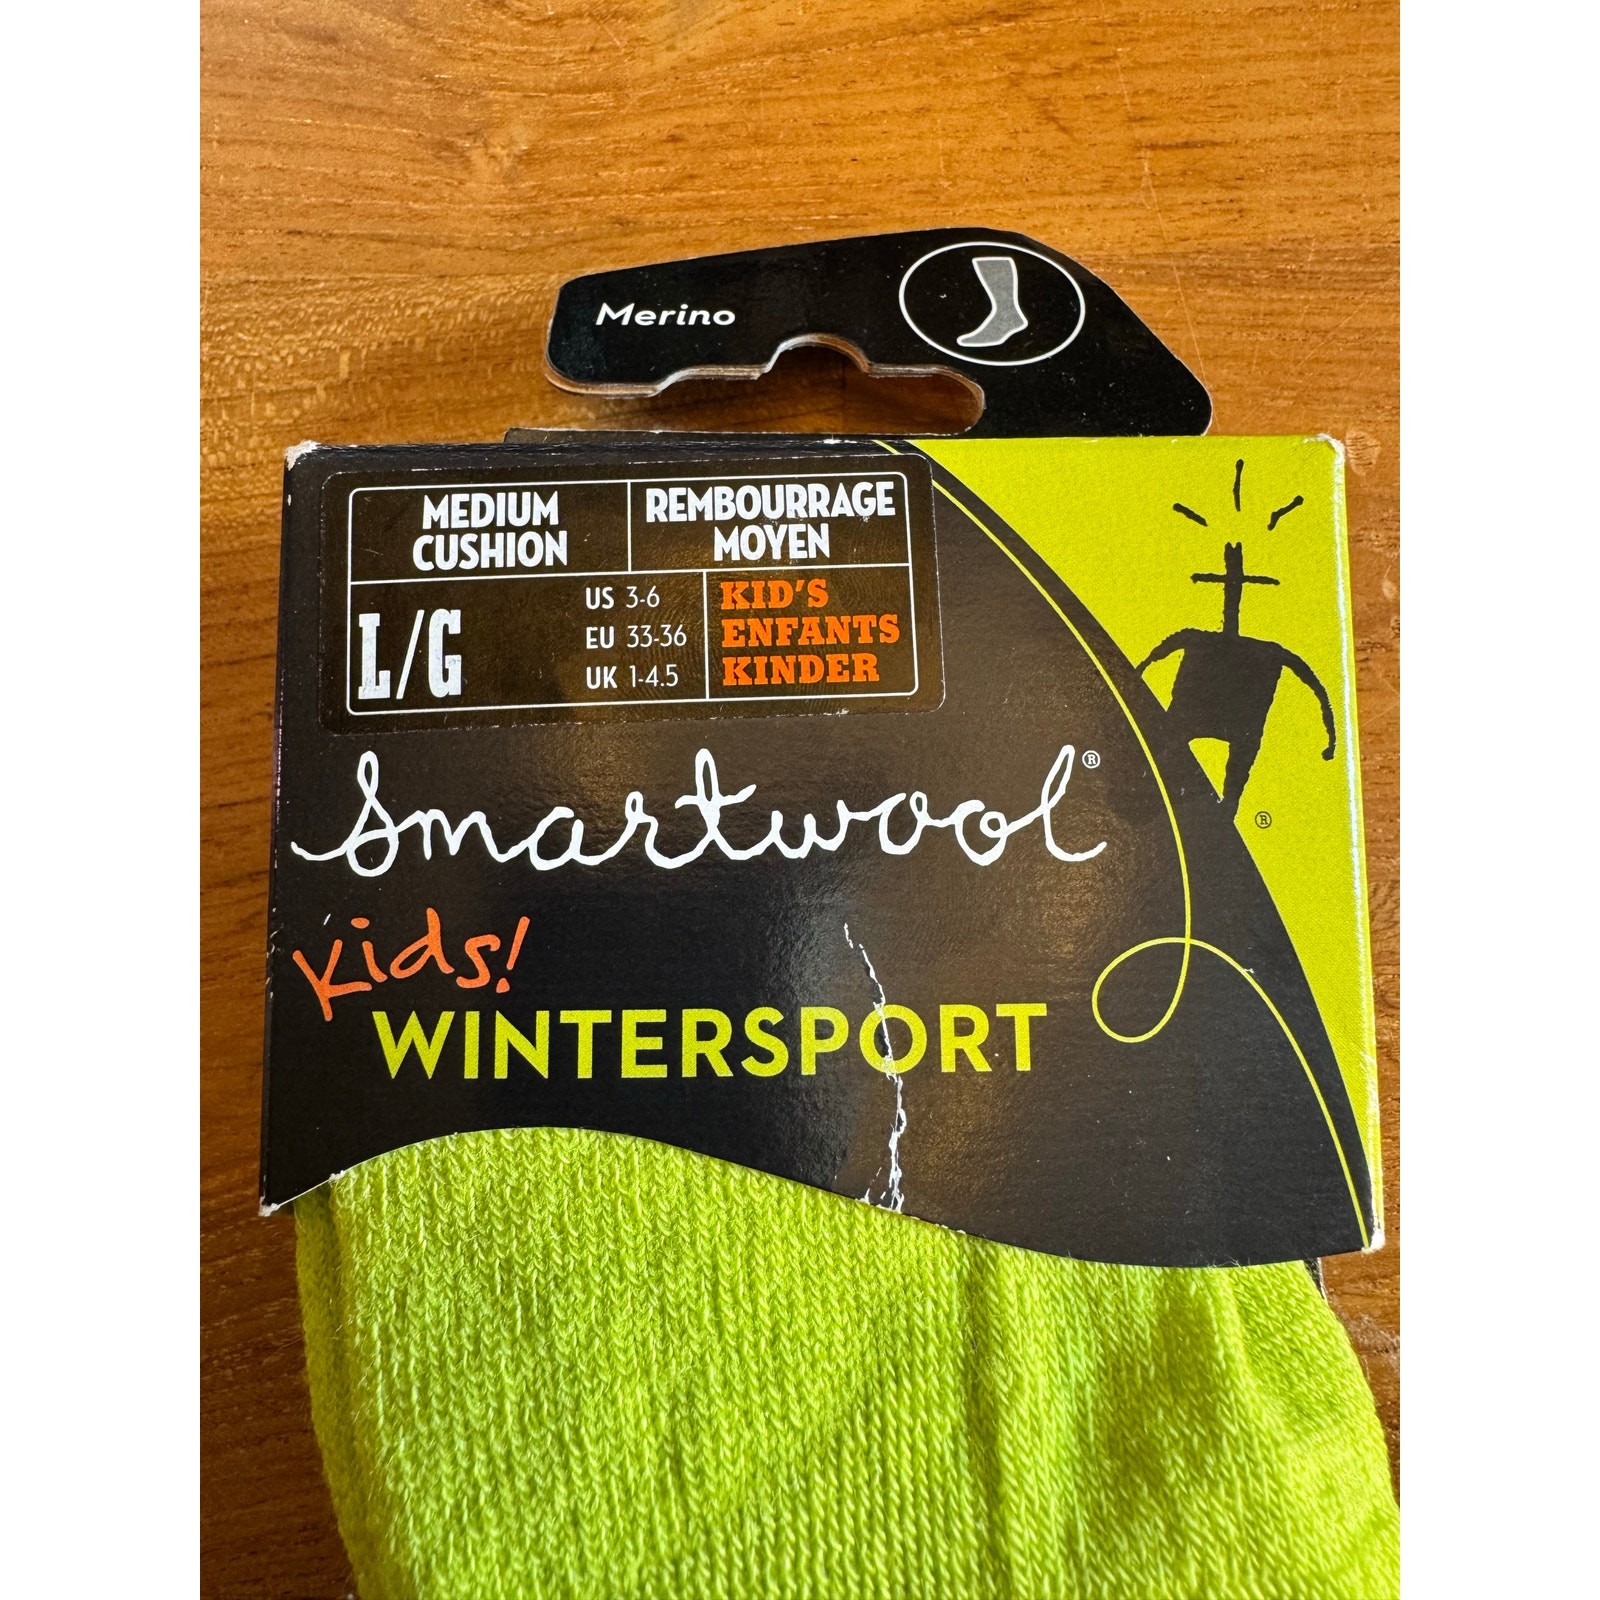 Merino
MEDIUM
CUSHION
REMBOURRAGE
MOYEN
L/G
US 3-6
EU 33-36
UK 1-4.5
KID'S
ENFANTS
KINDER
Smartwool®
®
Kids!
WINTERSPORT